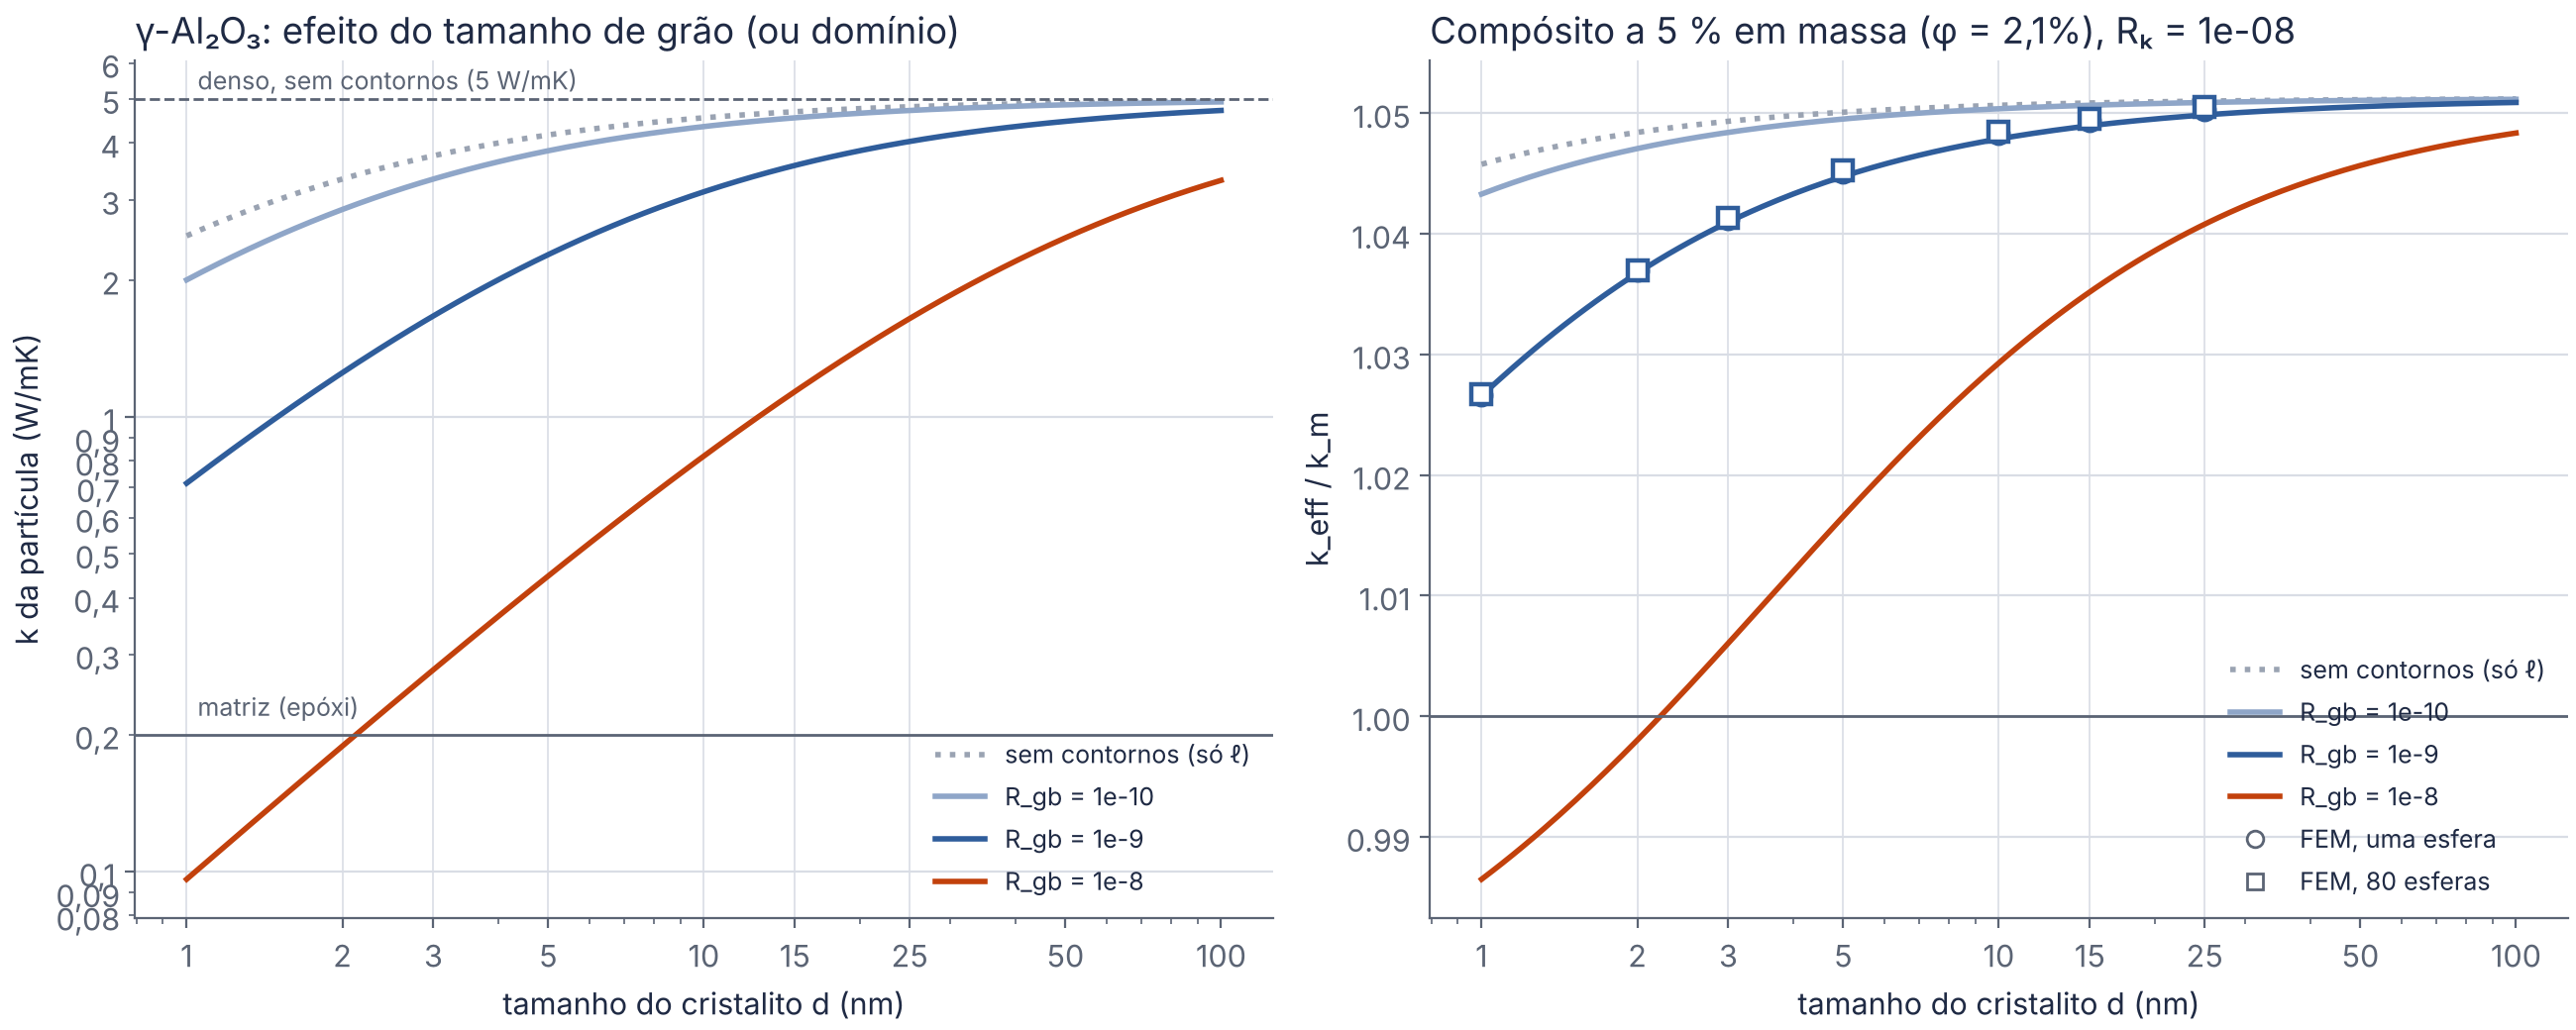 γ-Al₂O₃: efeito do tamanho de grão (ou domínio)
k da partícula (W/mK)
6
5
4
3
2
1
0,9
0,8
0,7
0,6
0,5
0,4
0,3
0,2
0,1
0,09
0,08
denso, sem contornos (5 W/mK)
matriz (epóxi)
sem contornos (só ℓ)
R_gb = 1e-10
R_gb = 1e-9
R_gb = 1e-8
1 2 3 5 10 15 25 50 100
tamanho do cristalito d (nm)
Compósito a 5 % em massa (φ = 2,1%), Rₖ = 1e-08
k_eff / k_m
1.05
1.04
1.03
1.02
1.01
1.00
0.99
sem contornos (só ℓ)
R_gb = 1e-10
R_gb = 1e-9
R_gb = 1e-8
FEM, uma esfera
FEM, 80 esferas
1 2 3 5 10 15 25 50 100
tamanho do cristalito d (nm)